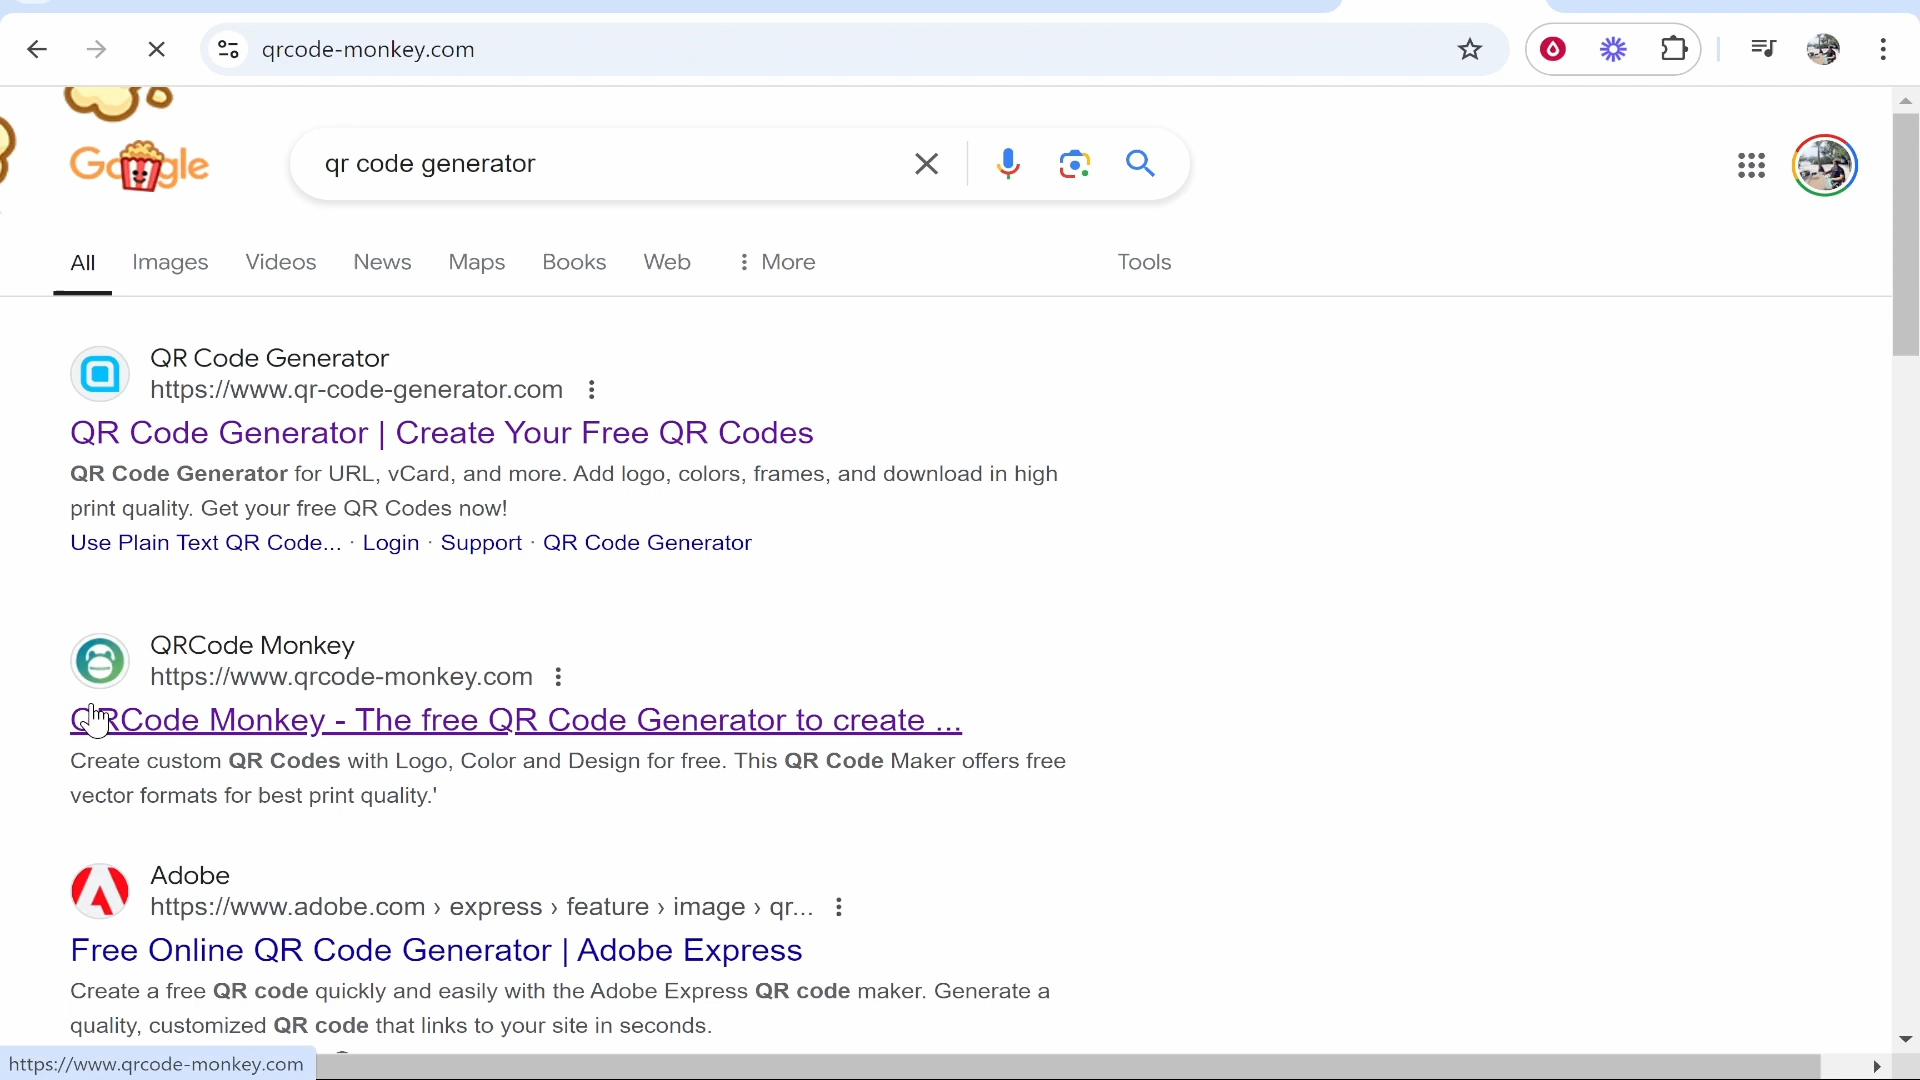 qrcode-monkey.com
Google
qr code generator
All Images Videos News Maps Books Web More Tools
QR Code Generator
https://www.qr-code-generator.com
QR Code Generator | Create Your Free QR Codes
QR Code Generator for URL, vCard, and more. Add logo, colors, frames, and download in high
print quality. Get your free QR Codes now!
Use Plain Text QR Code... · Login · Support · QR Code Generator
QRCode Monkey
https://www.qrcode-monkey.com
QRCode Monkey - The free QR Code Generator to create ...
Create custom QR Codes with Logo, Color and Design for free. This QR Code Maker offers free
vector formats for best print quality.'
Adobe
https://www.adobe.com › express › feature › image › qr...
Free Online QR Code Generator | Adobe Express
Create a free QR code quickly and easily with the Adobe Express QR code maker. Generate a
quality, customized QR code that links to your site in seconds.
https://www.qrcode-monkey.com